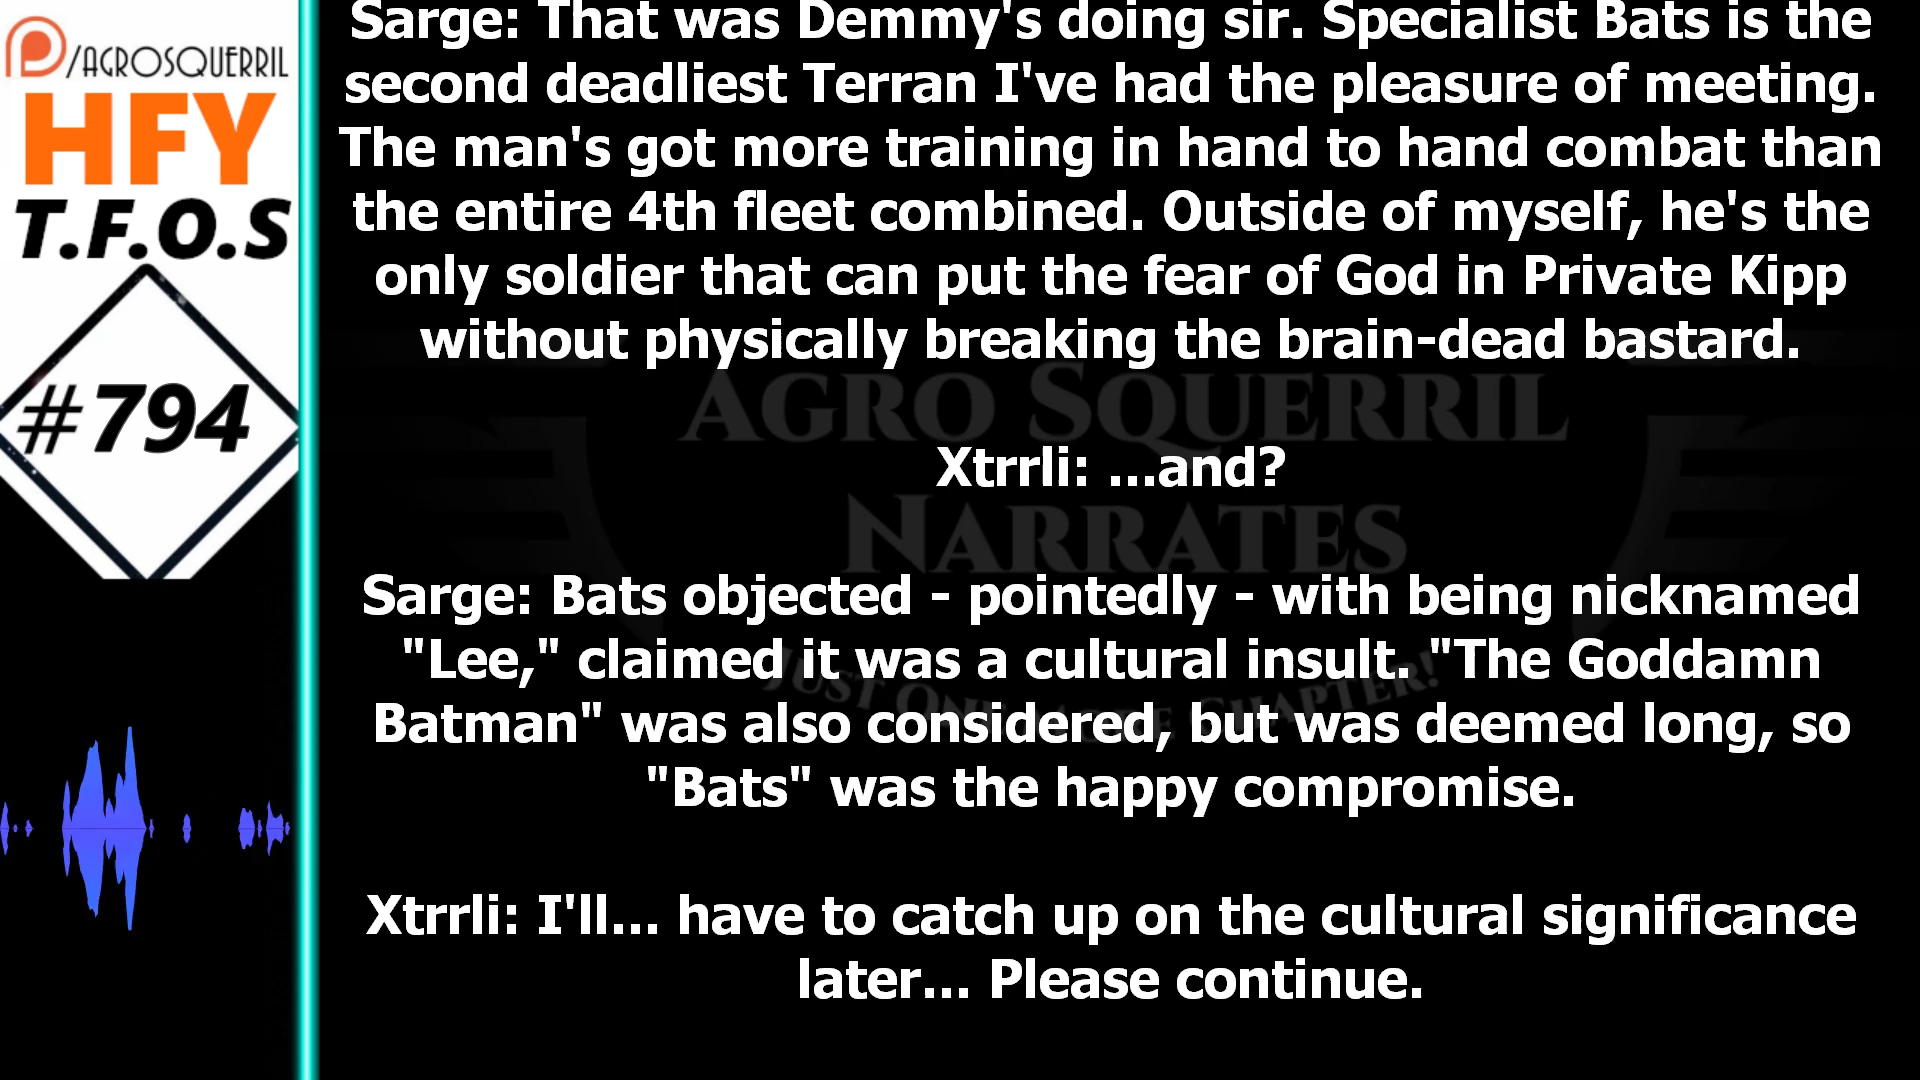 /AGROSQUERRIL
HFY
T.F.O.S
#794
Sarge: That was Demmy's doing sir. Specialist Bats is the
second deadliest Terran I've had the pleasure of meeting.
The man's got more training in hand to hand combat than
the entire 4th fleet combined. Outside of myself, he's the
only soldier that can put the fear of God in Private Kipp
without physically breaking the brain-dead bastard.
AGRO SQUERRIL
Xtrrli: ...and?
NARRATES
Sarge: Bats objected - pointedly - with being nicknamed
"Lee," claimed it was a cultural insult. "The Goddamn
JUST ONE MORE CHAPTER!
Batman" was also considered, but was deemed long, so
"Bats" was the happy compromise.
Xtrrli: I'll... have to catch up on the cultural significance
later... Please continue.